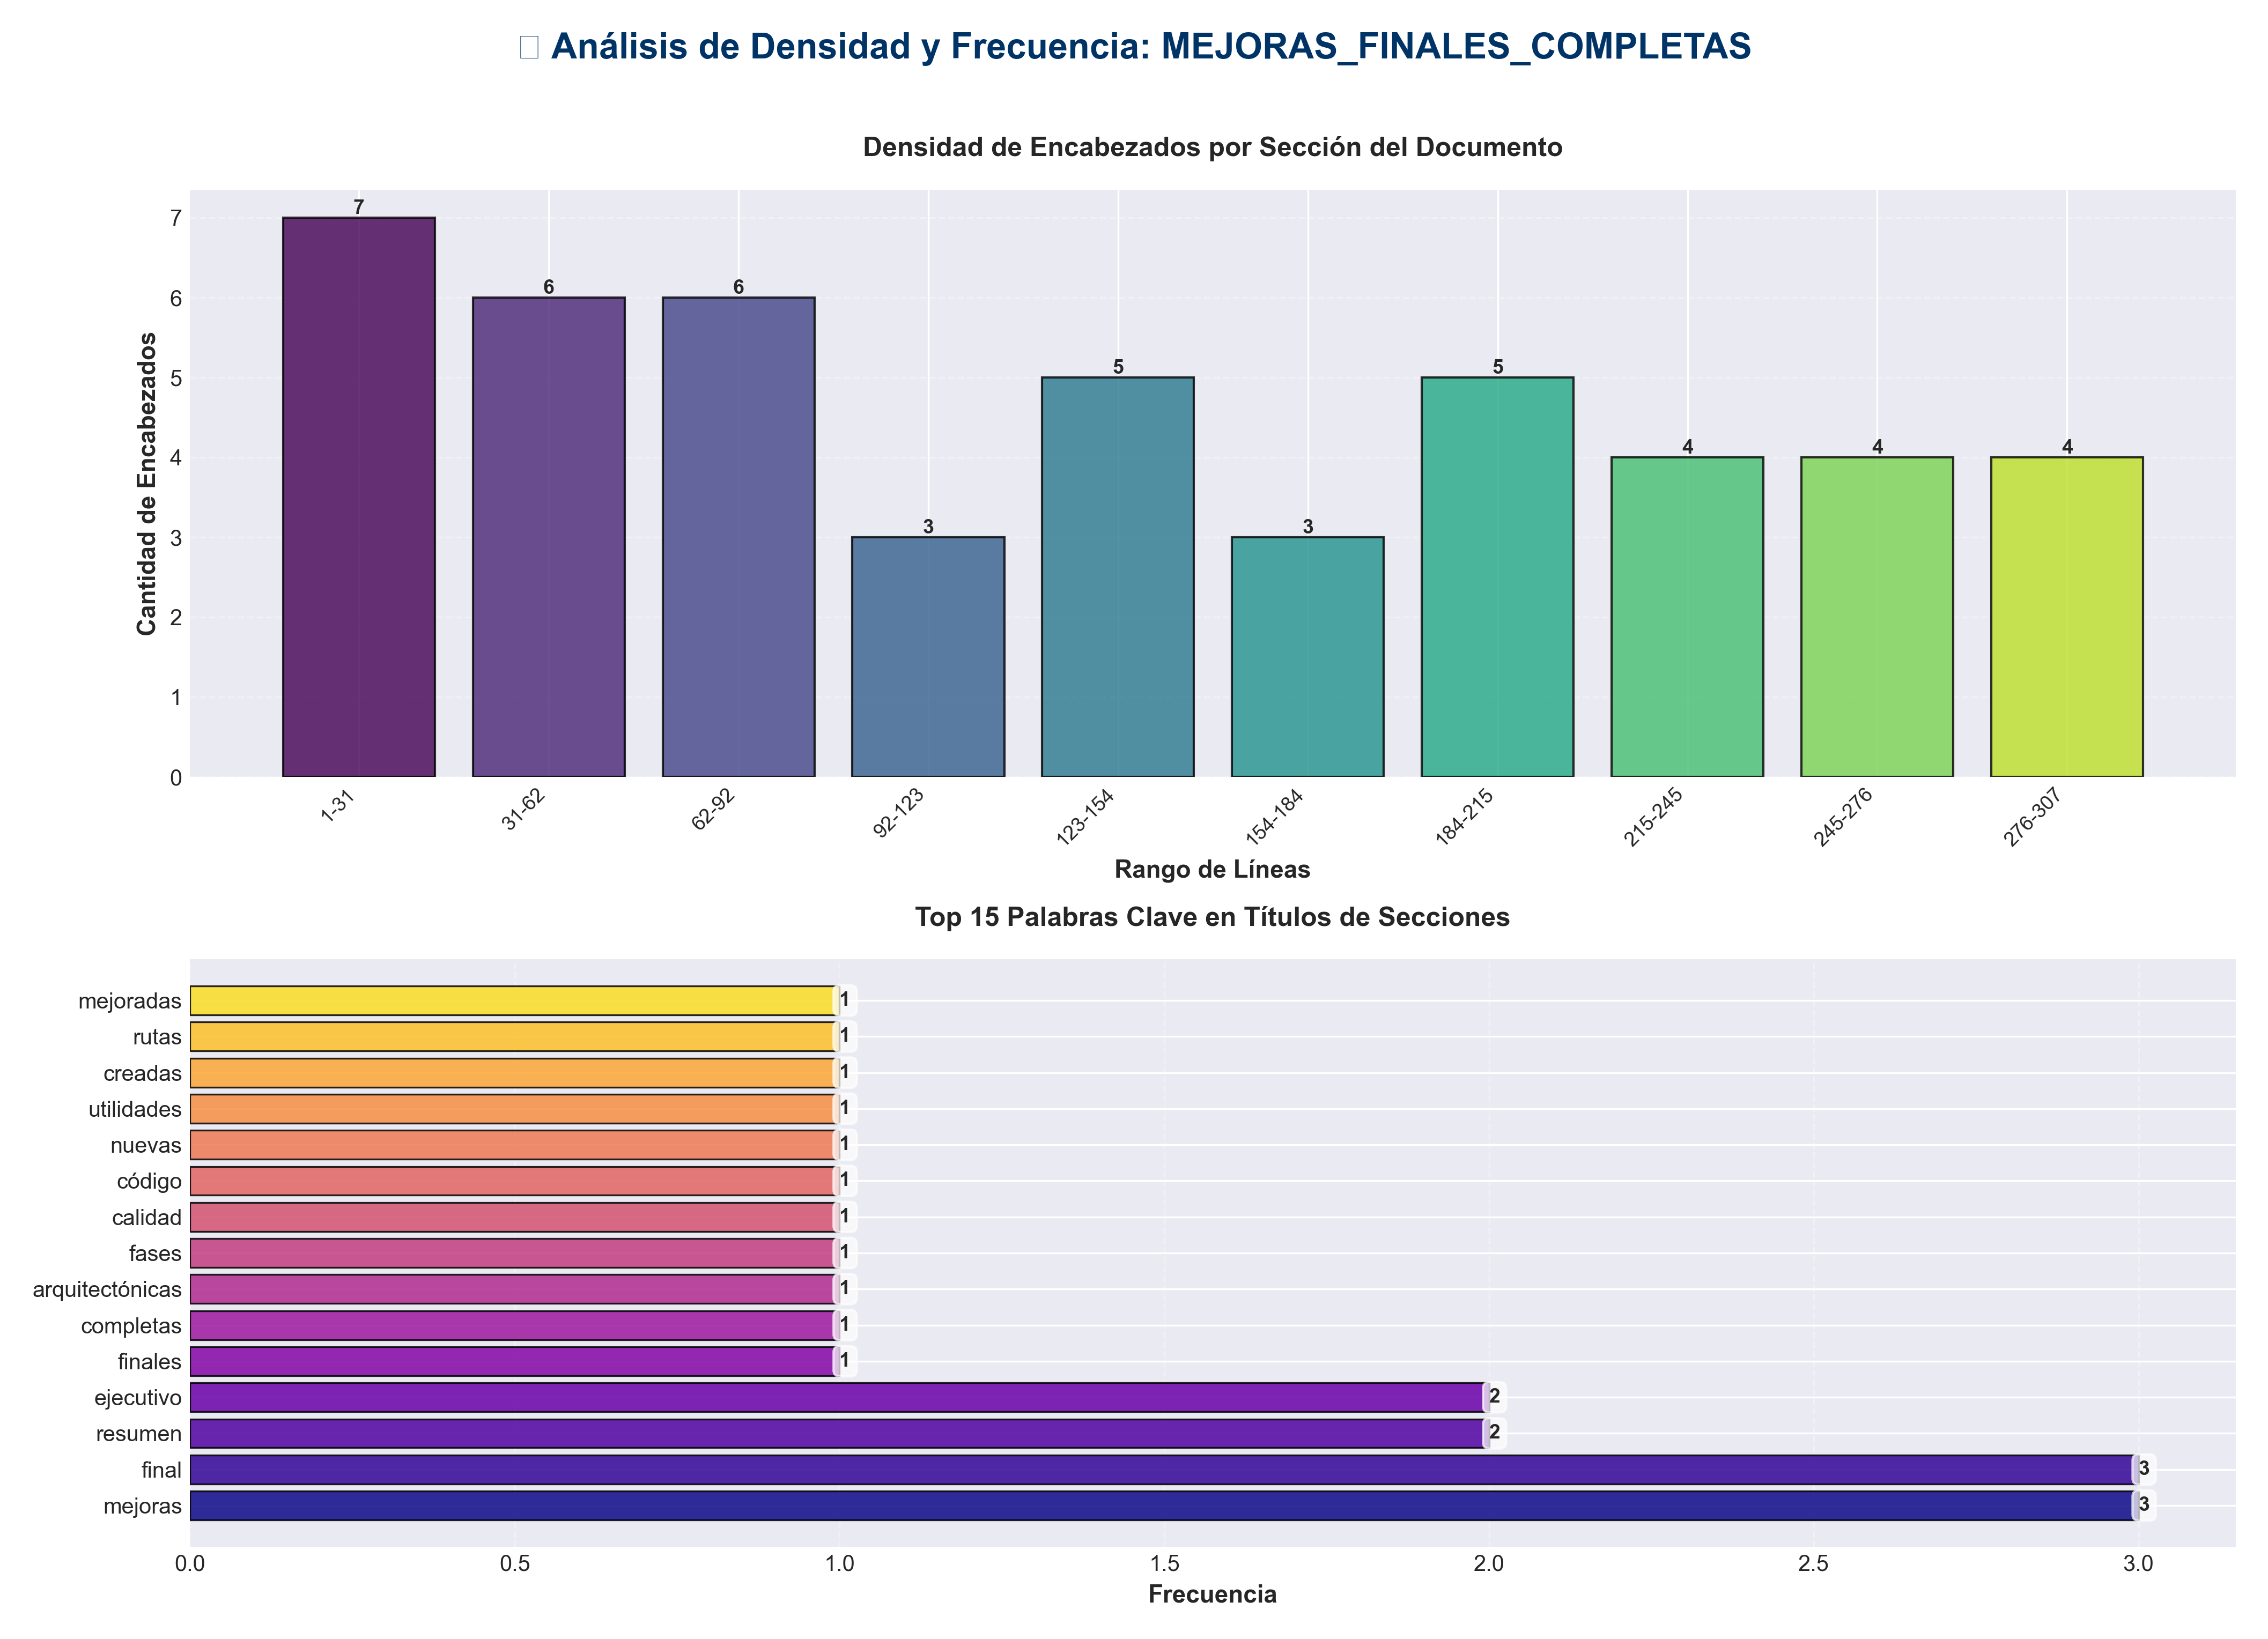 Análisis de Densidad y Frecuencia: MEJORAS_FINALES_COMPLETAS
Densidad de Encabezados por Sección del Documento
Cantidad de Encabezados
7
6
5
4
3
2
1
0
7
6
6
3
5
3
5
4
4
4
1-31
31-62
62-92
92-123
123-154
154-184
184-215
215-245
245-276
276-307
Rango de Líneas
Top 15 Palabras Clave en Títulos de Secciones
mejoradas 1
rutas 1
creadas 1
utilidades 1
nuevas 1
código 1
calidad 1
fases 1
arquitectónicas 1
completas 1
finales 1
ejecutivo 2
resumen 2
final 3
mejoras 3
0.0 0.5 1.0 1.5 2.0 2.5 3.0
Frecuencia